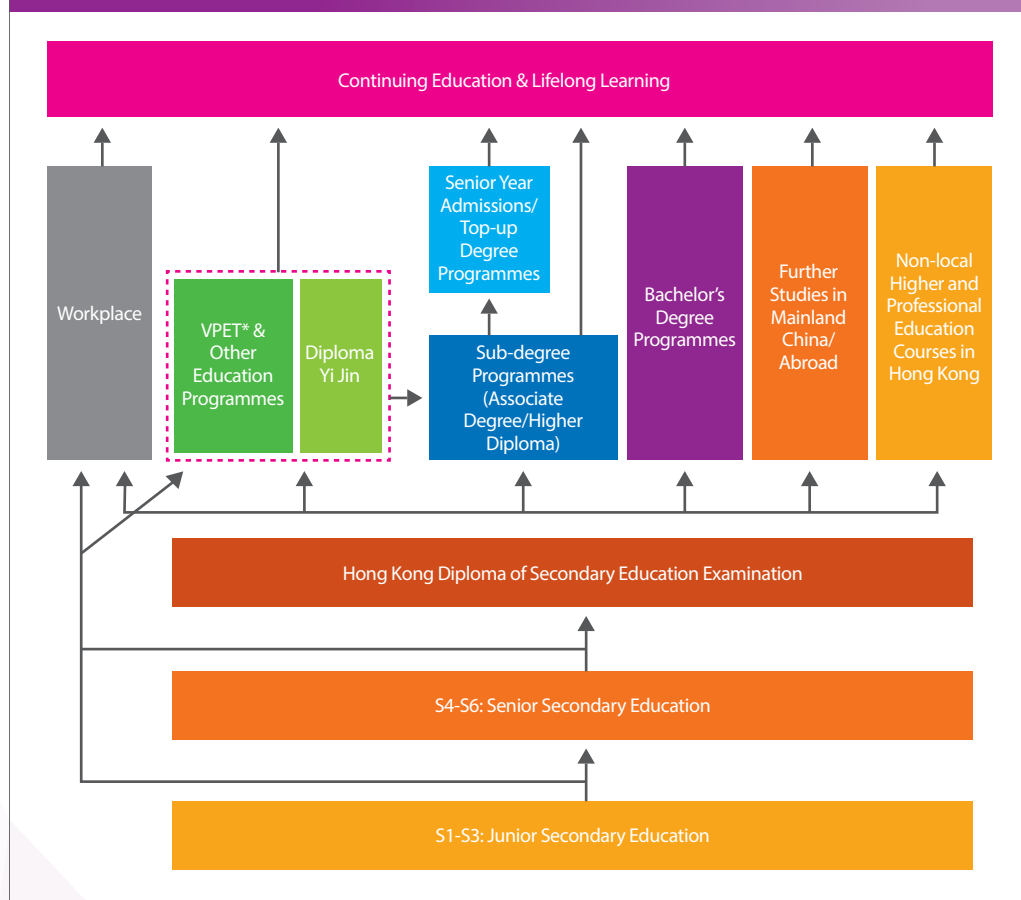 Continuing Education & Lifelong Learning
Workplace
VPET* &
Other
Education
Programmes
Diploma
Yi Jin
Senior Year
Admissions/
Top-up
Degree
Programmes
Sub-degree
Programmes
(Associate
Degree/Higher
Diploma)
Bachelor's
Degree
Programmes
Further
Studies in
Mainland
China/
Abroad
Non-local
Higher and
Professional
Education
Courses in
Hong Kong
Hong Kong Diploma of Secondary Education Examination
S4-S6: Senior Secondary Education
S1-S3: Junior Secondary Education